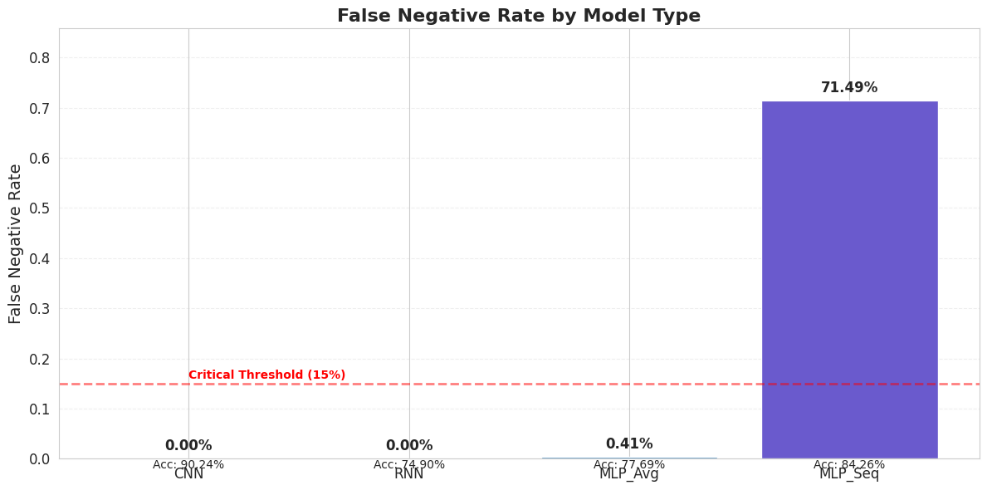 False Negative Rate by Model Type
False Negative Rate
0.8
0.7
0.6
0.5
0.4
0.3
0.2
0.1
0.0
71.49%
Critical Threshold (15%)
0.00%
0.00%
0.41%
Acc: 90.24%
Acc: 74.90%
Acc: 77.69%
Acc: 84.26%
CNN
RNN
MLP_Avg
MLP_Seq